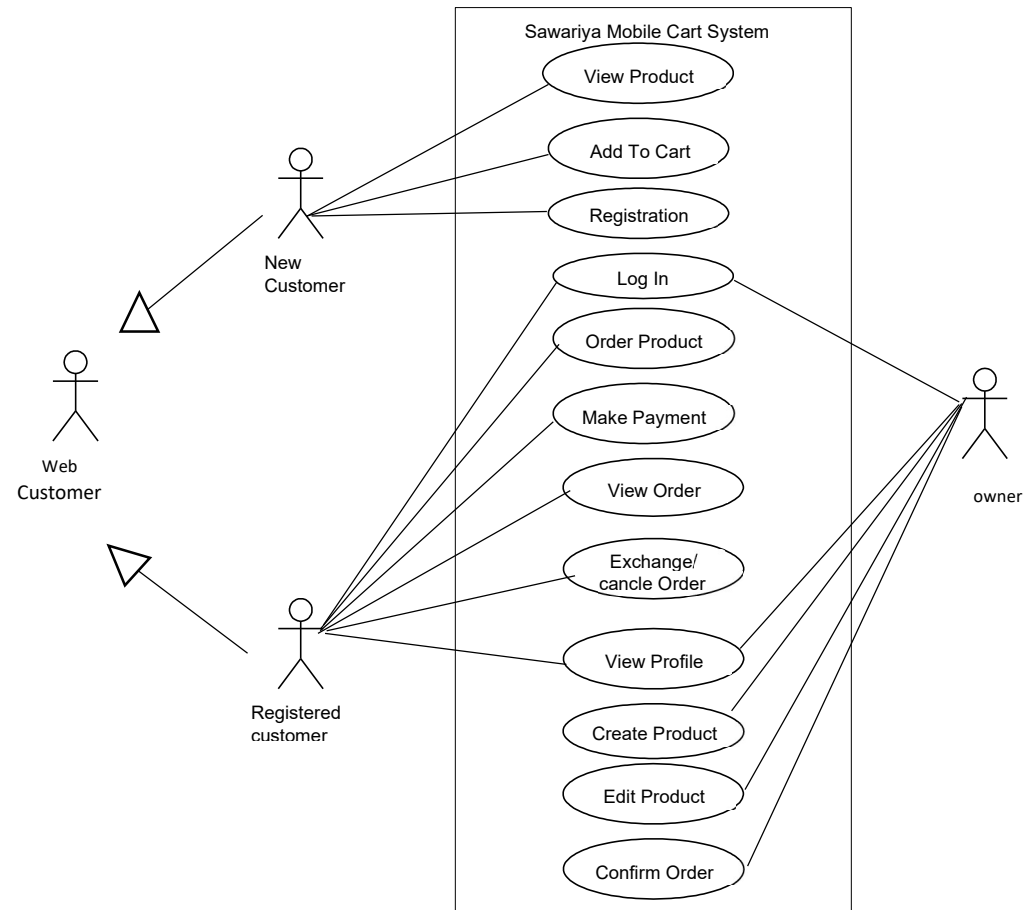 Sawariya Mobile Cart System
View Product
Add To Cart
Registration
New
Customer
Log In
Order Product
Make Payment
Web
Customer
View Order
owner
Exchange/
cancle Order
View Profile
Registered
customer
Create Product
Edit Product
Confirm Order